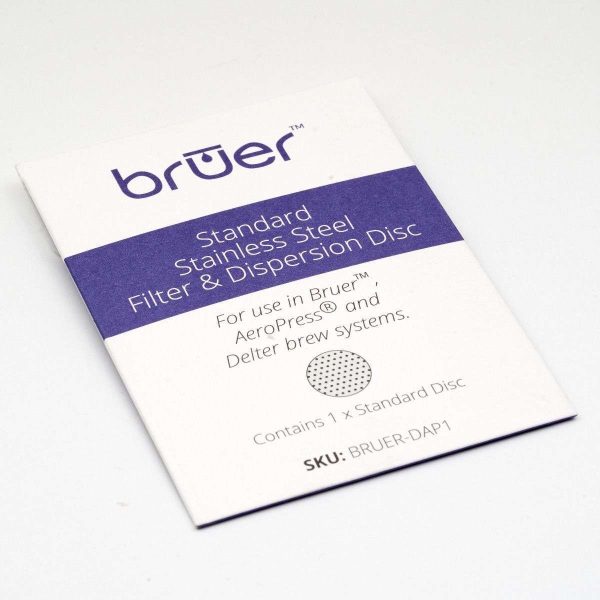 brūer™
Standard
Stainless Steel
Filter & Dispersion Disc
For use in Bruer™,
AeroPress® and
Delter brew systems.
Contains 1 x Standard Disc
SKU: BRUER-DAP1